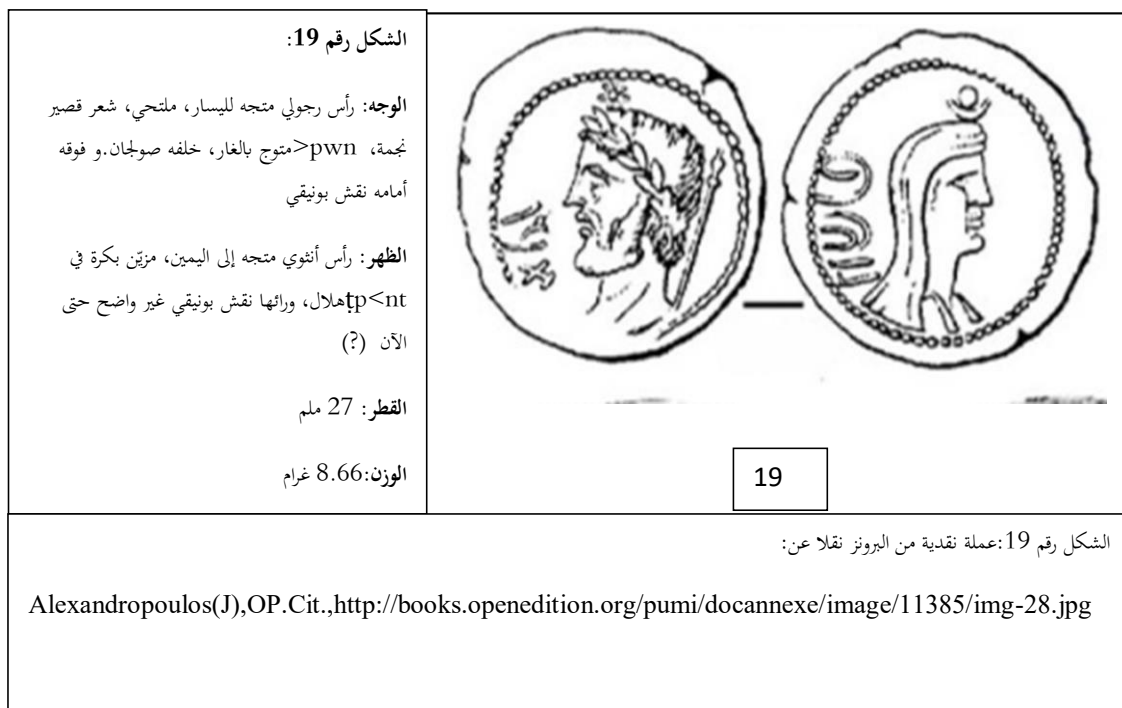 الشكل رقم 19:
الوجه: رأس رجولي متجه لليسار، ملتحي، شعر قصير
نجمة، pwn>متوج بالغار، خلفه صولجان.و فوقه
أمامه نقش بونيقي
الظهر: رأس أنثوي متجه إلى اليمين، مزيّن بكرة في
ṭp<ntهلال، ورائها نقش بونيقي غير واضح حتى
الآن (?)
القطر: 27 ملم
الوزن:8.66 غرام
19
الشكل رقم 19:عملة نقدية من البرونز نقلا عن:
Alexandropoulos(J),OP.Cit.,http://books.openedition.org/pumi/docannexe/image/11385/img-28.jpg